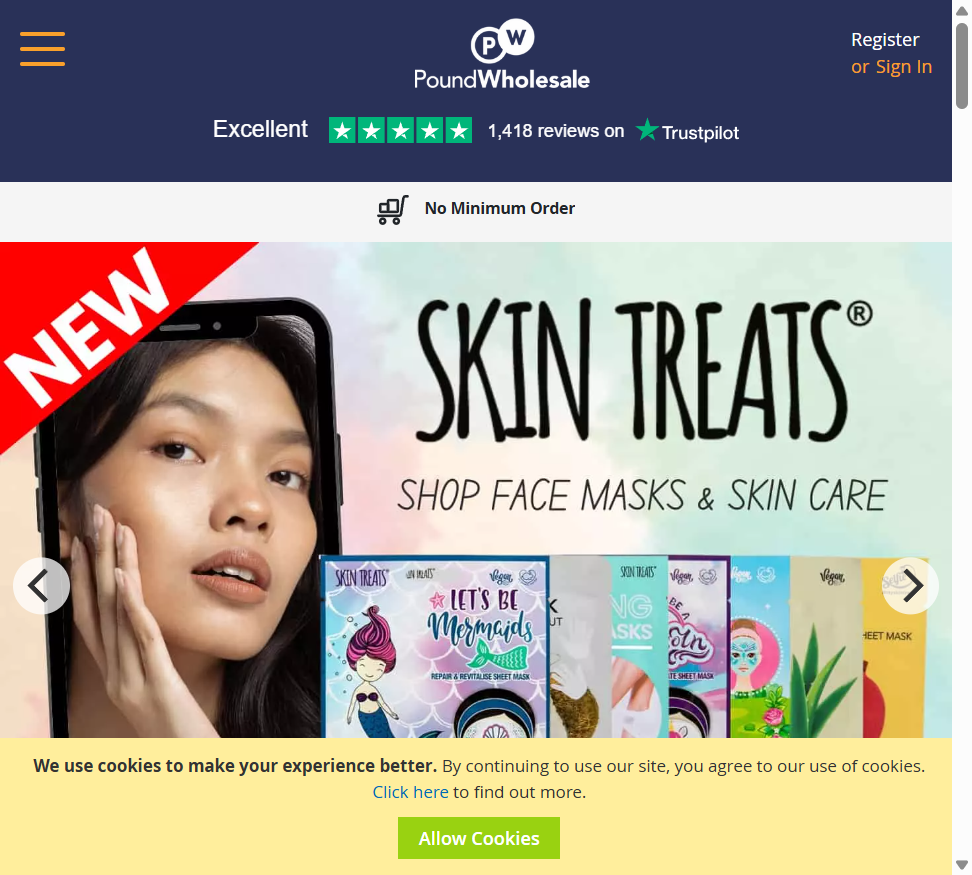 PW
PoundWholesale
Register
or Sign In
Excellent
1,418 reviews on
Trustpilot
No Minimum Order
NEW
SKIN TREATS®
SHOP FACE MASKS & SKIN CARE
SKIN TREATS
Vegan
LET'S BE
Mermaids
REPAIR & REVITALISE SHEET MASK
SKIN TREATS
Vegan
Vegan
SHEET MASK
We use cookies to make your experience better. By continuing to use our site, you agree to our use of cookies.
Click here to find out more.
Allow Cookies